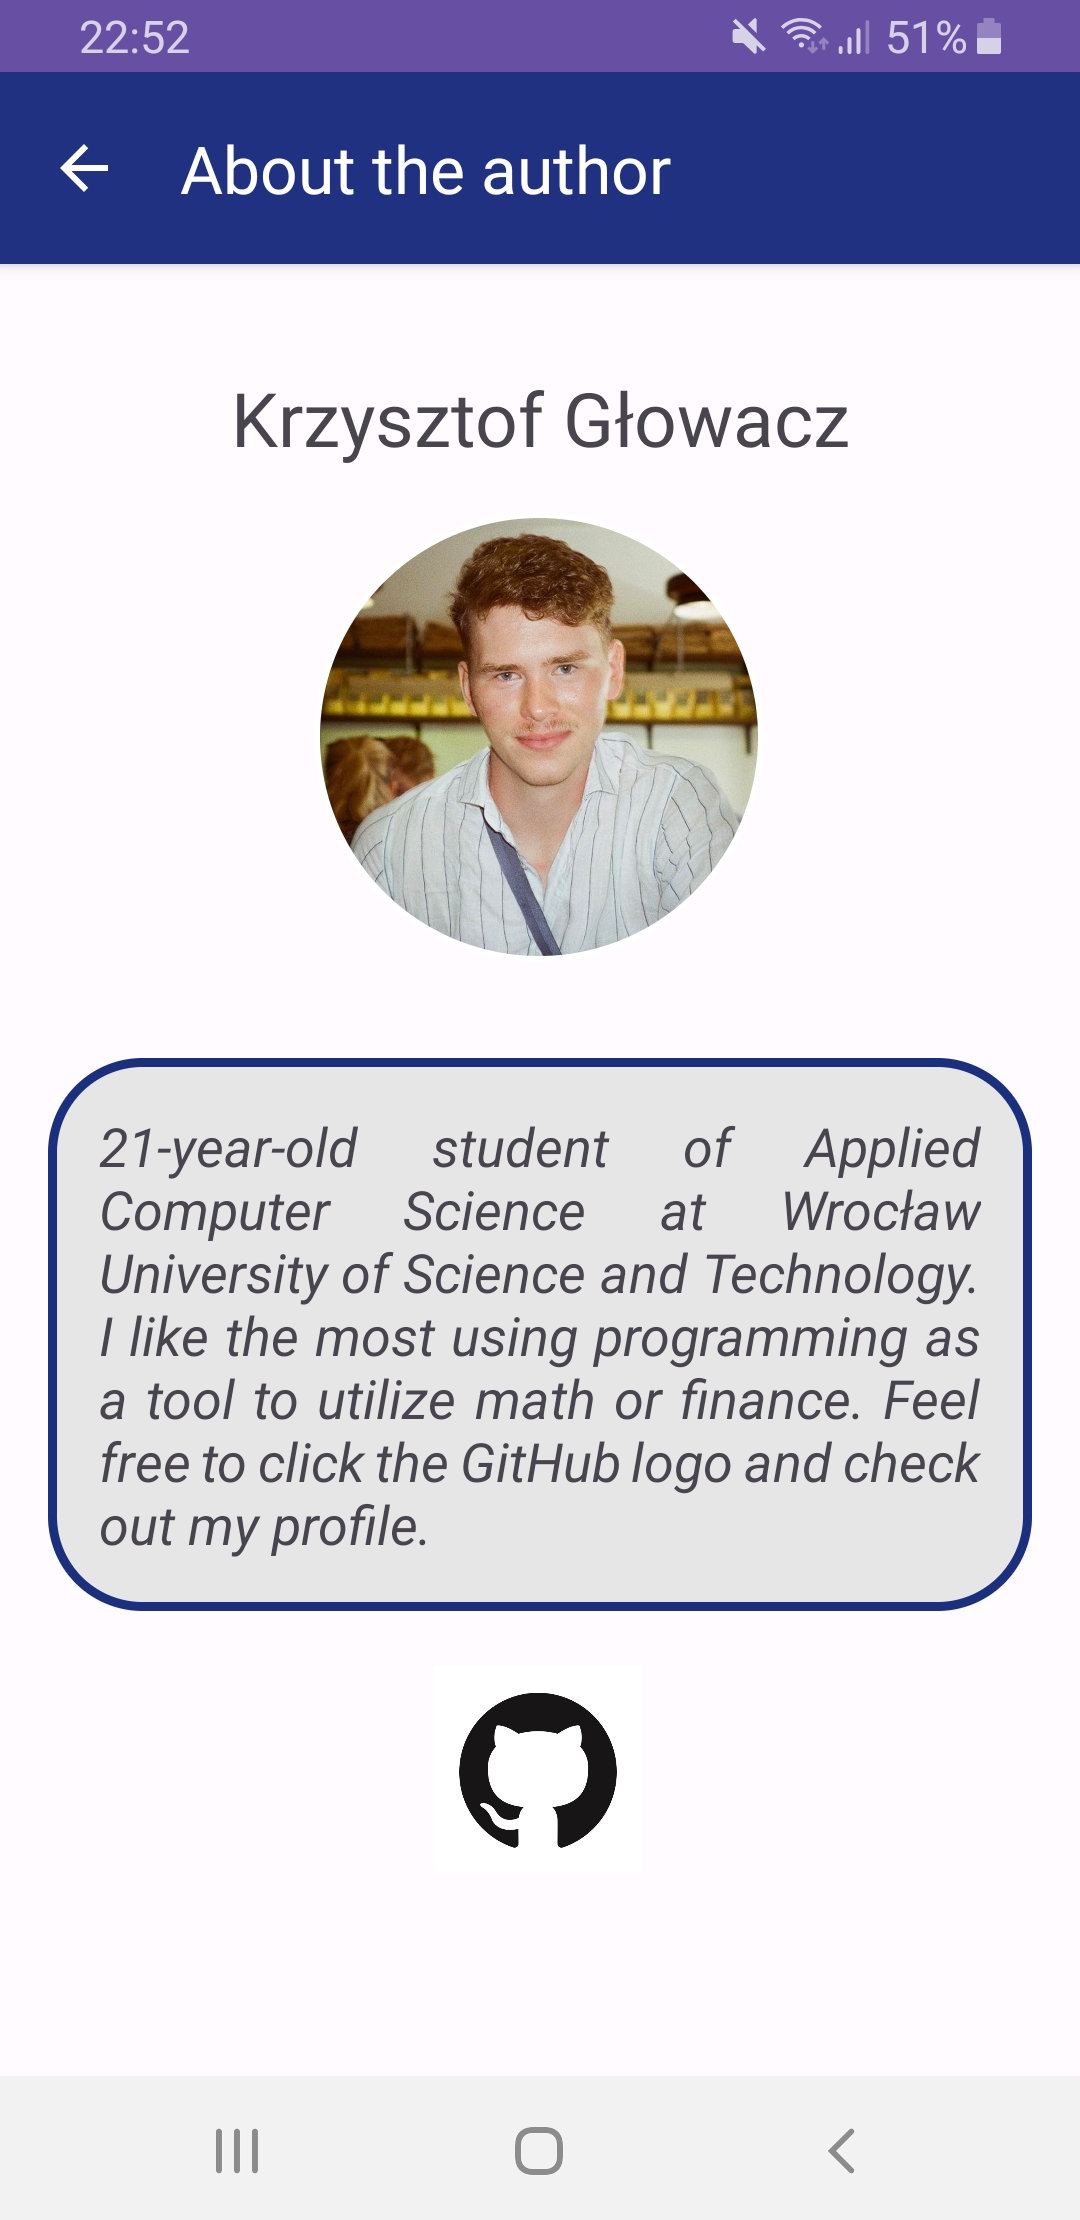 22:52
51%
About the author
Krzysztof Głowacz
21-year-old student of Applied
Computer Science at Wrocław
University of Science and Technology.
I like the most using programming as
a tool to utilize math or finance. Feel
free to click the GitHub logo and check
out my profile.